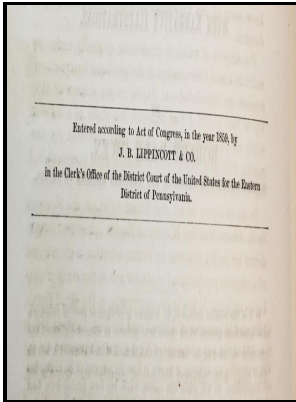 Entered according to Act of Congress, in the year 1859, by
J. B. LIPPINCOTT & CO.
in the Clerk's Office of the District Court of the United States for the Eastern
District of Pennsylvania.